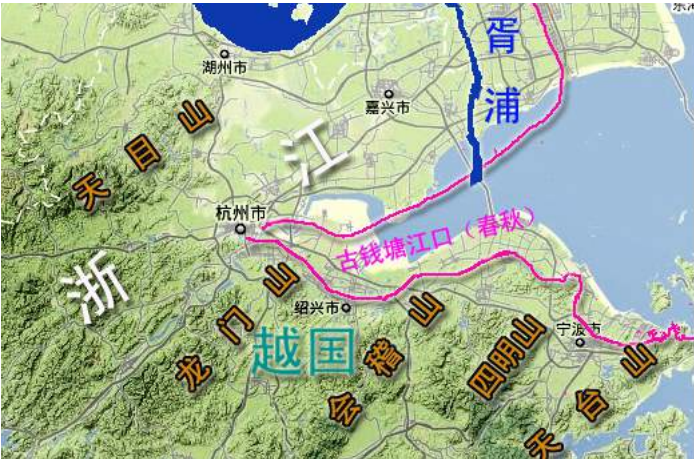 胥浦
湖州市
嘉兴市
天目山
浙江
杭州市
古钱塘江口（春秋）
龙门山
绍兴市
越国
会稽山
四明山
宁波市
天台山